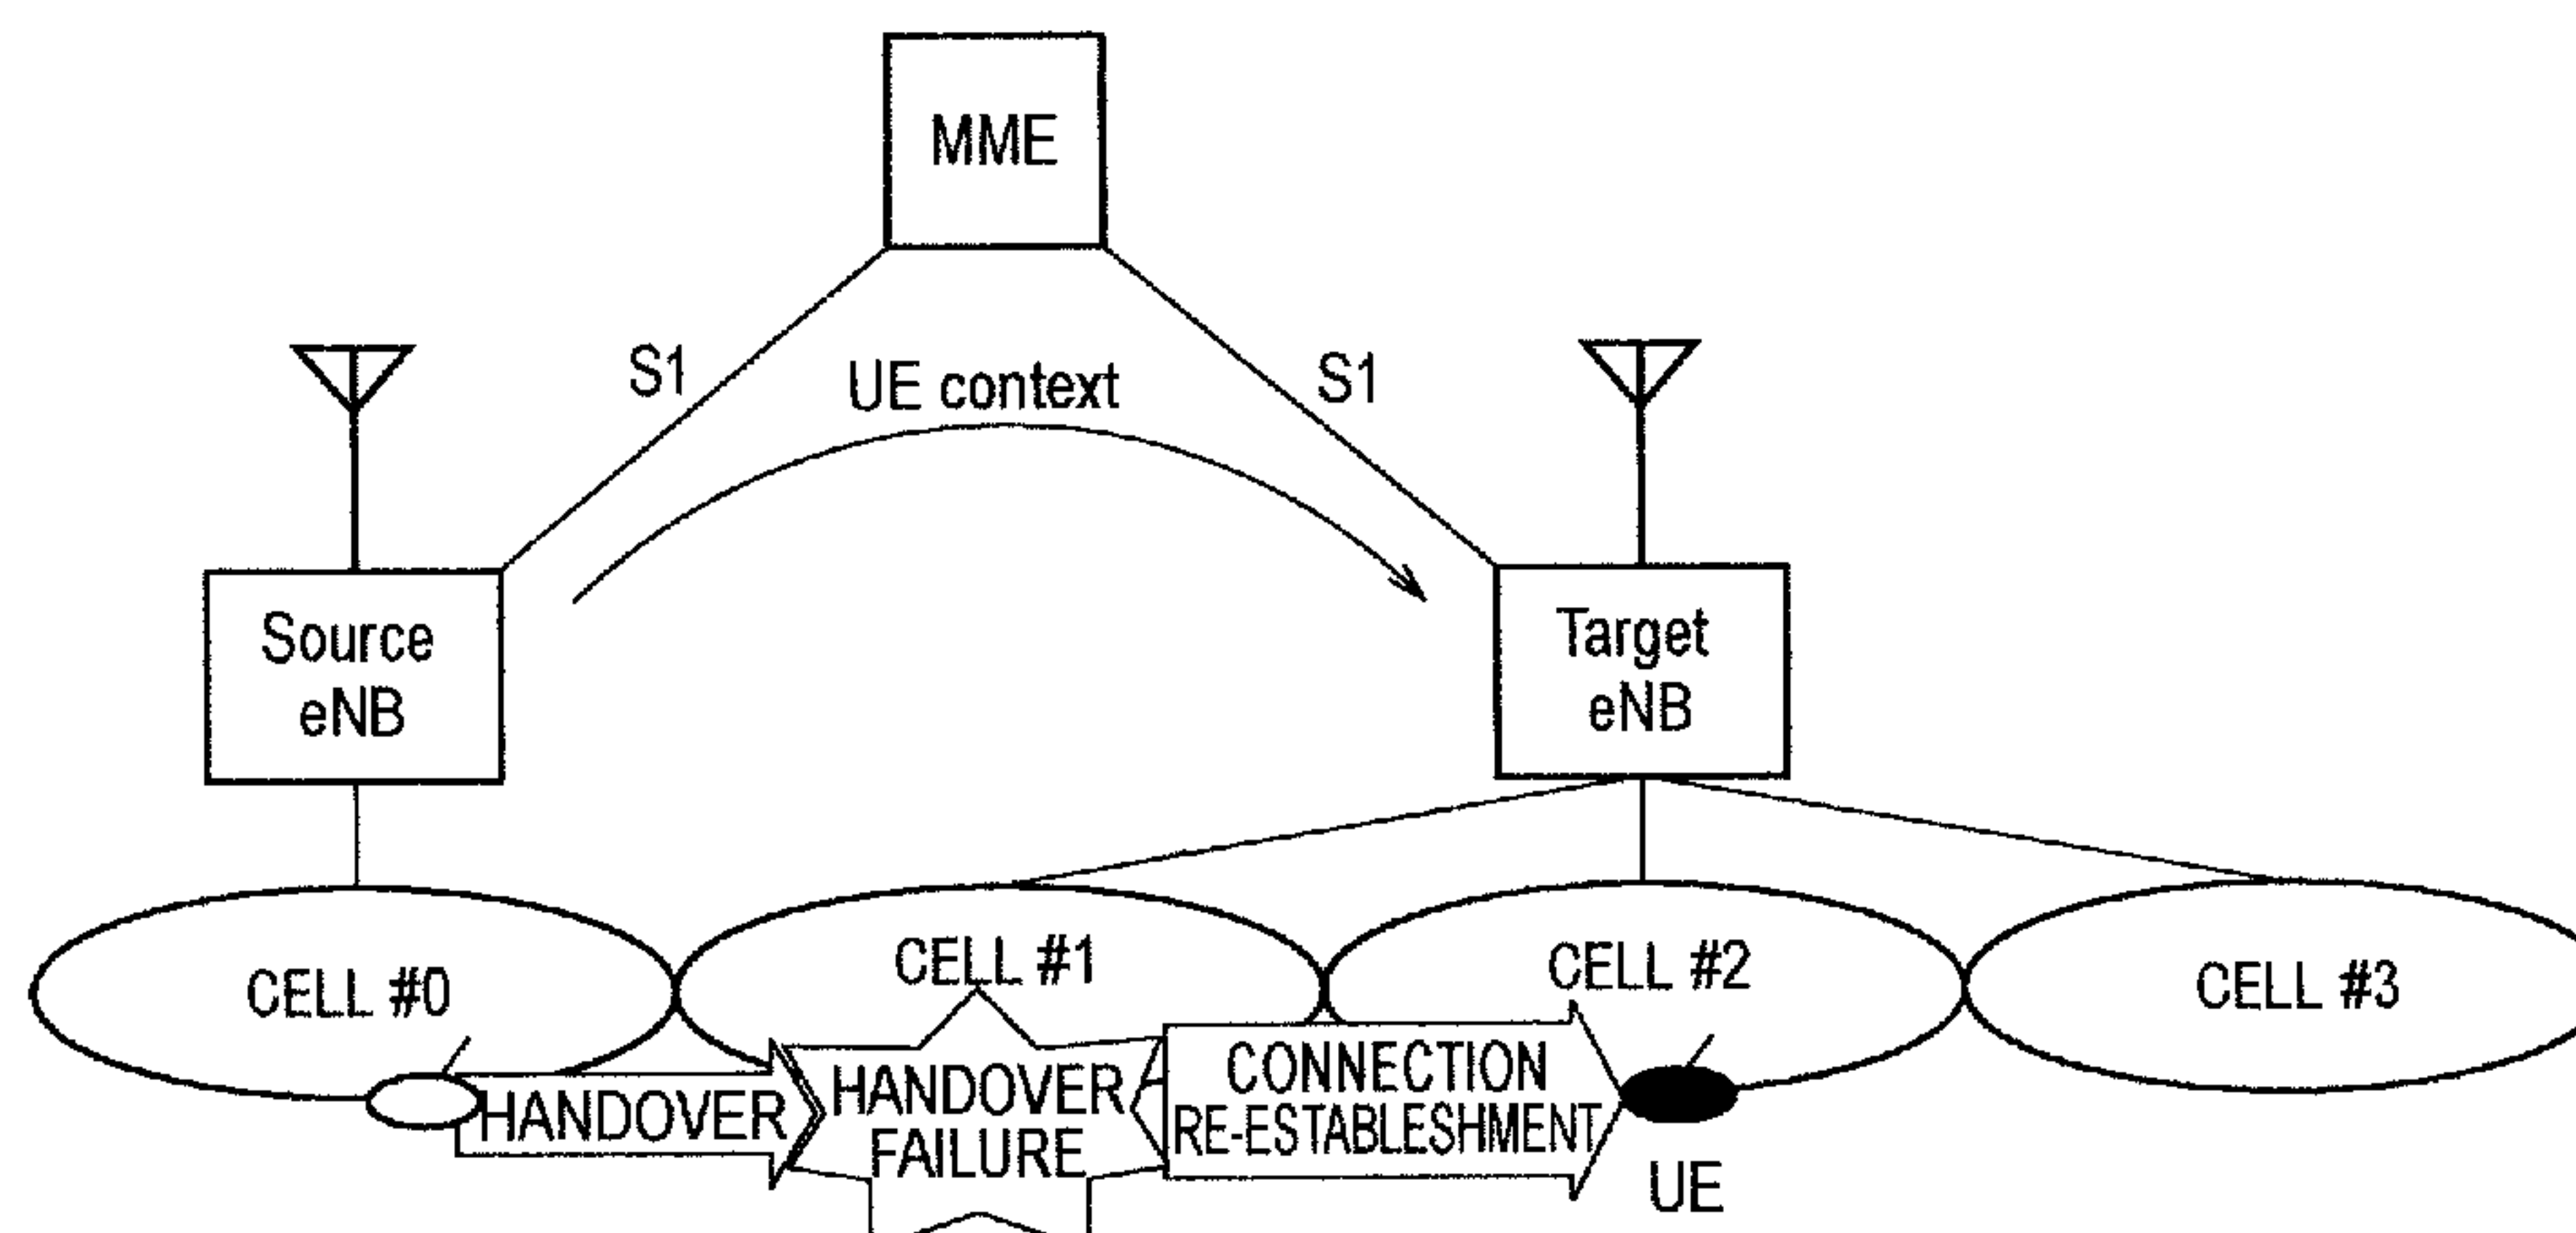 MME
S1
UE context
S1
Source
eNB
Target
eNB
CELL #0
CELL #1
CELL #2
CELL #3
HANDOVER
HANDOVER
FAILURE
CONNECTION
RE-ESTABLESHMENT
UE